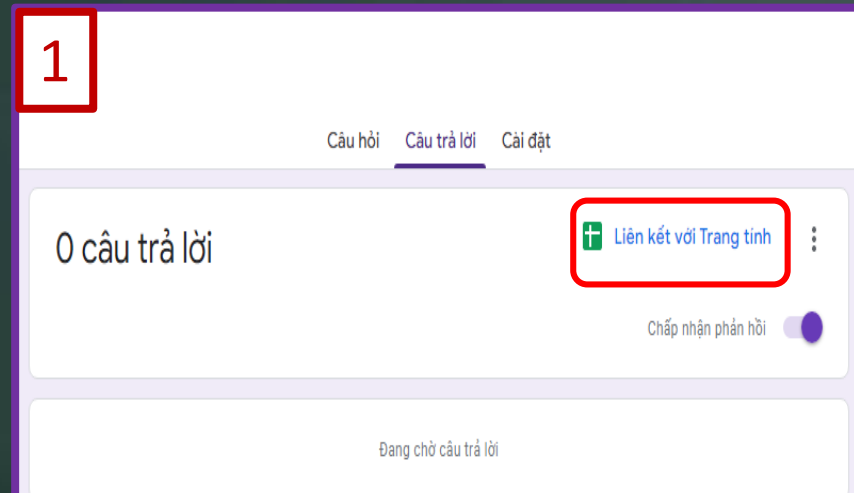 1
Câu hỏi Câu trả lời Cài đặt
0 câu trả lời
Liên kết với Trang tính
Chấp nhận phản hồi
Đang chờ câu trả lời